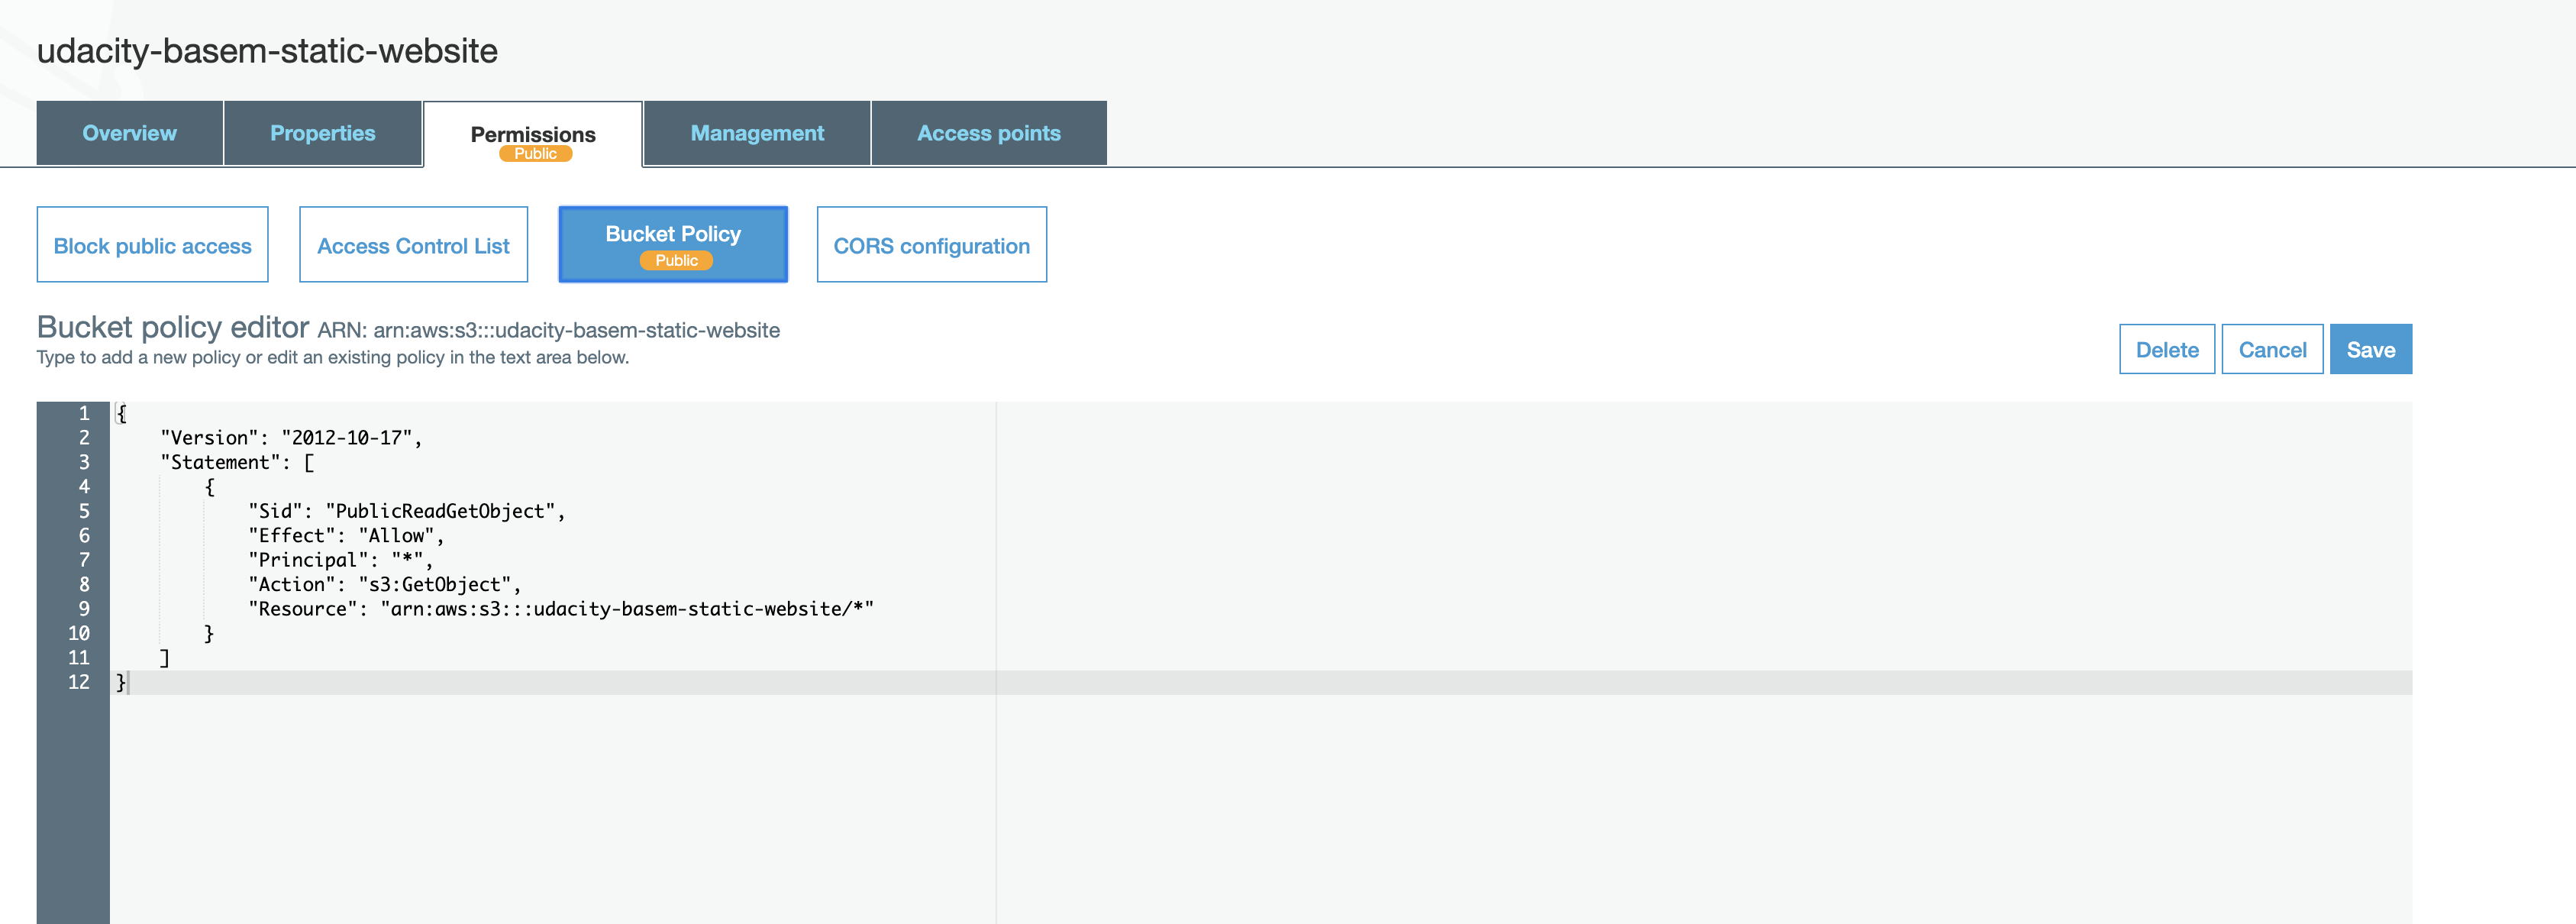 udacity-basem-static-website
Overview Properties Permissions Management Access points
Public
Block public access Access Control List Bucket Policy CORS configuration
Public
Bucket policy editor ARN: arn:aws:s3:::udacity-basem-static-website
Type to add a new policy or edit an existing policy in the text area below.
Delete Cancel Save
1 {
2 "Version": "2012-10-17",
3 "Statement": [
4 {
5 "Sid": "PublicReadGetObject",
6 "Effect": "Allow",
7 "Principal": "*",
8 "Action": "s3:GetObject",
9 "Resource": "arn:aws:s3:::udacity-basem-static-website/*"
10 }
11 ]
12 }